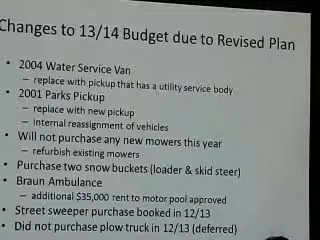 Changes to 13/14 Budget due to Revised Plan
• 2004 Water Service Van
– replace with pickup that has a utility service body
• 2001 Parks Pickup
– replace with new pickup
– internal reassignment of vehicles
• Will not purchase any new mowers this year
– refurbish existing mowers
• Purchase two snow buckets (loader & skid steer)
• Braun Ambulance
– additional $35,000 rent to motor pool approved
• Street sweeper purchase booked in 12/13
• Did not purchase plow truck in 12/13 (deferred)